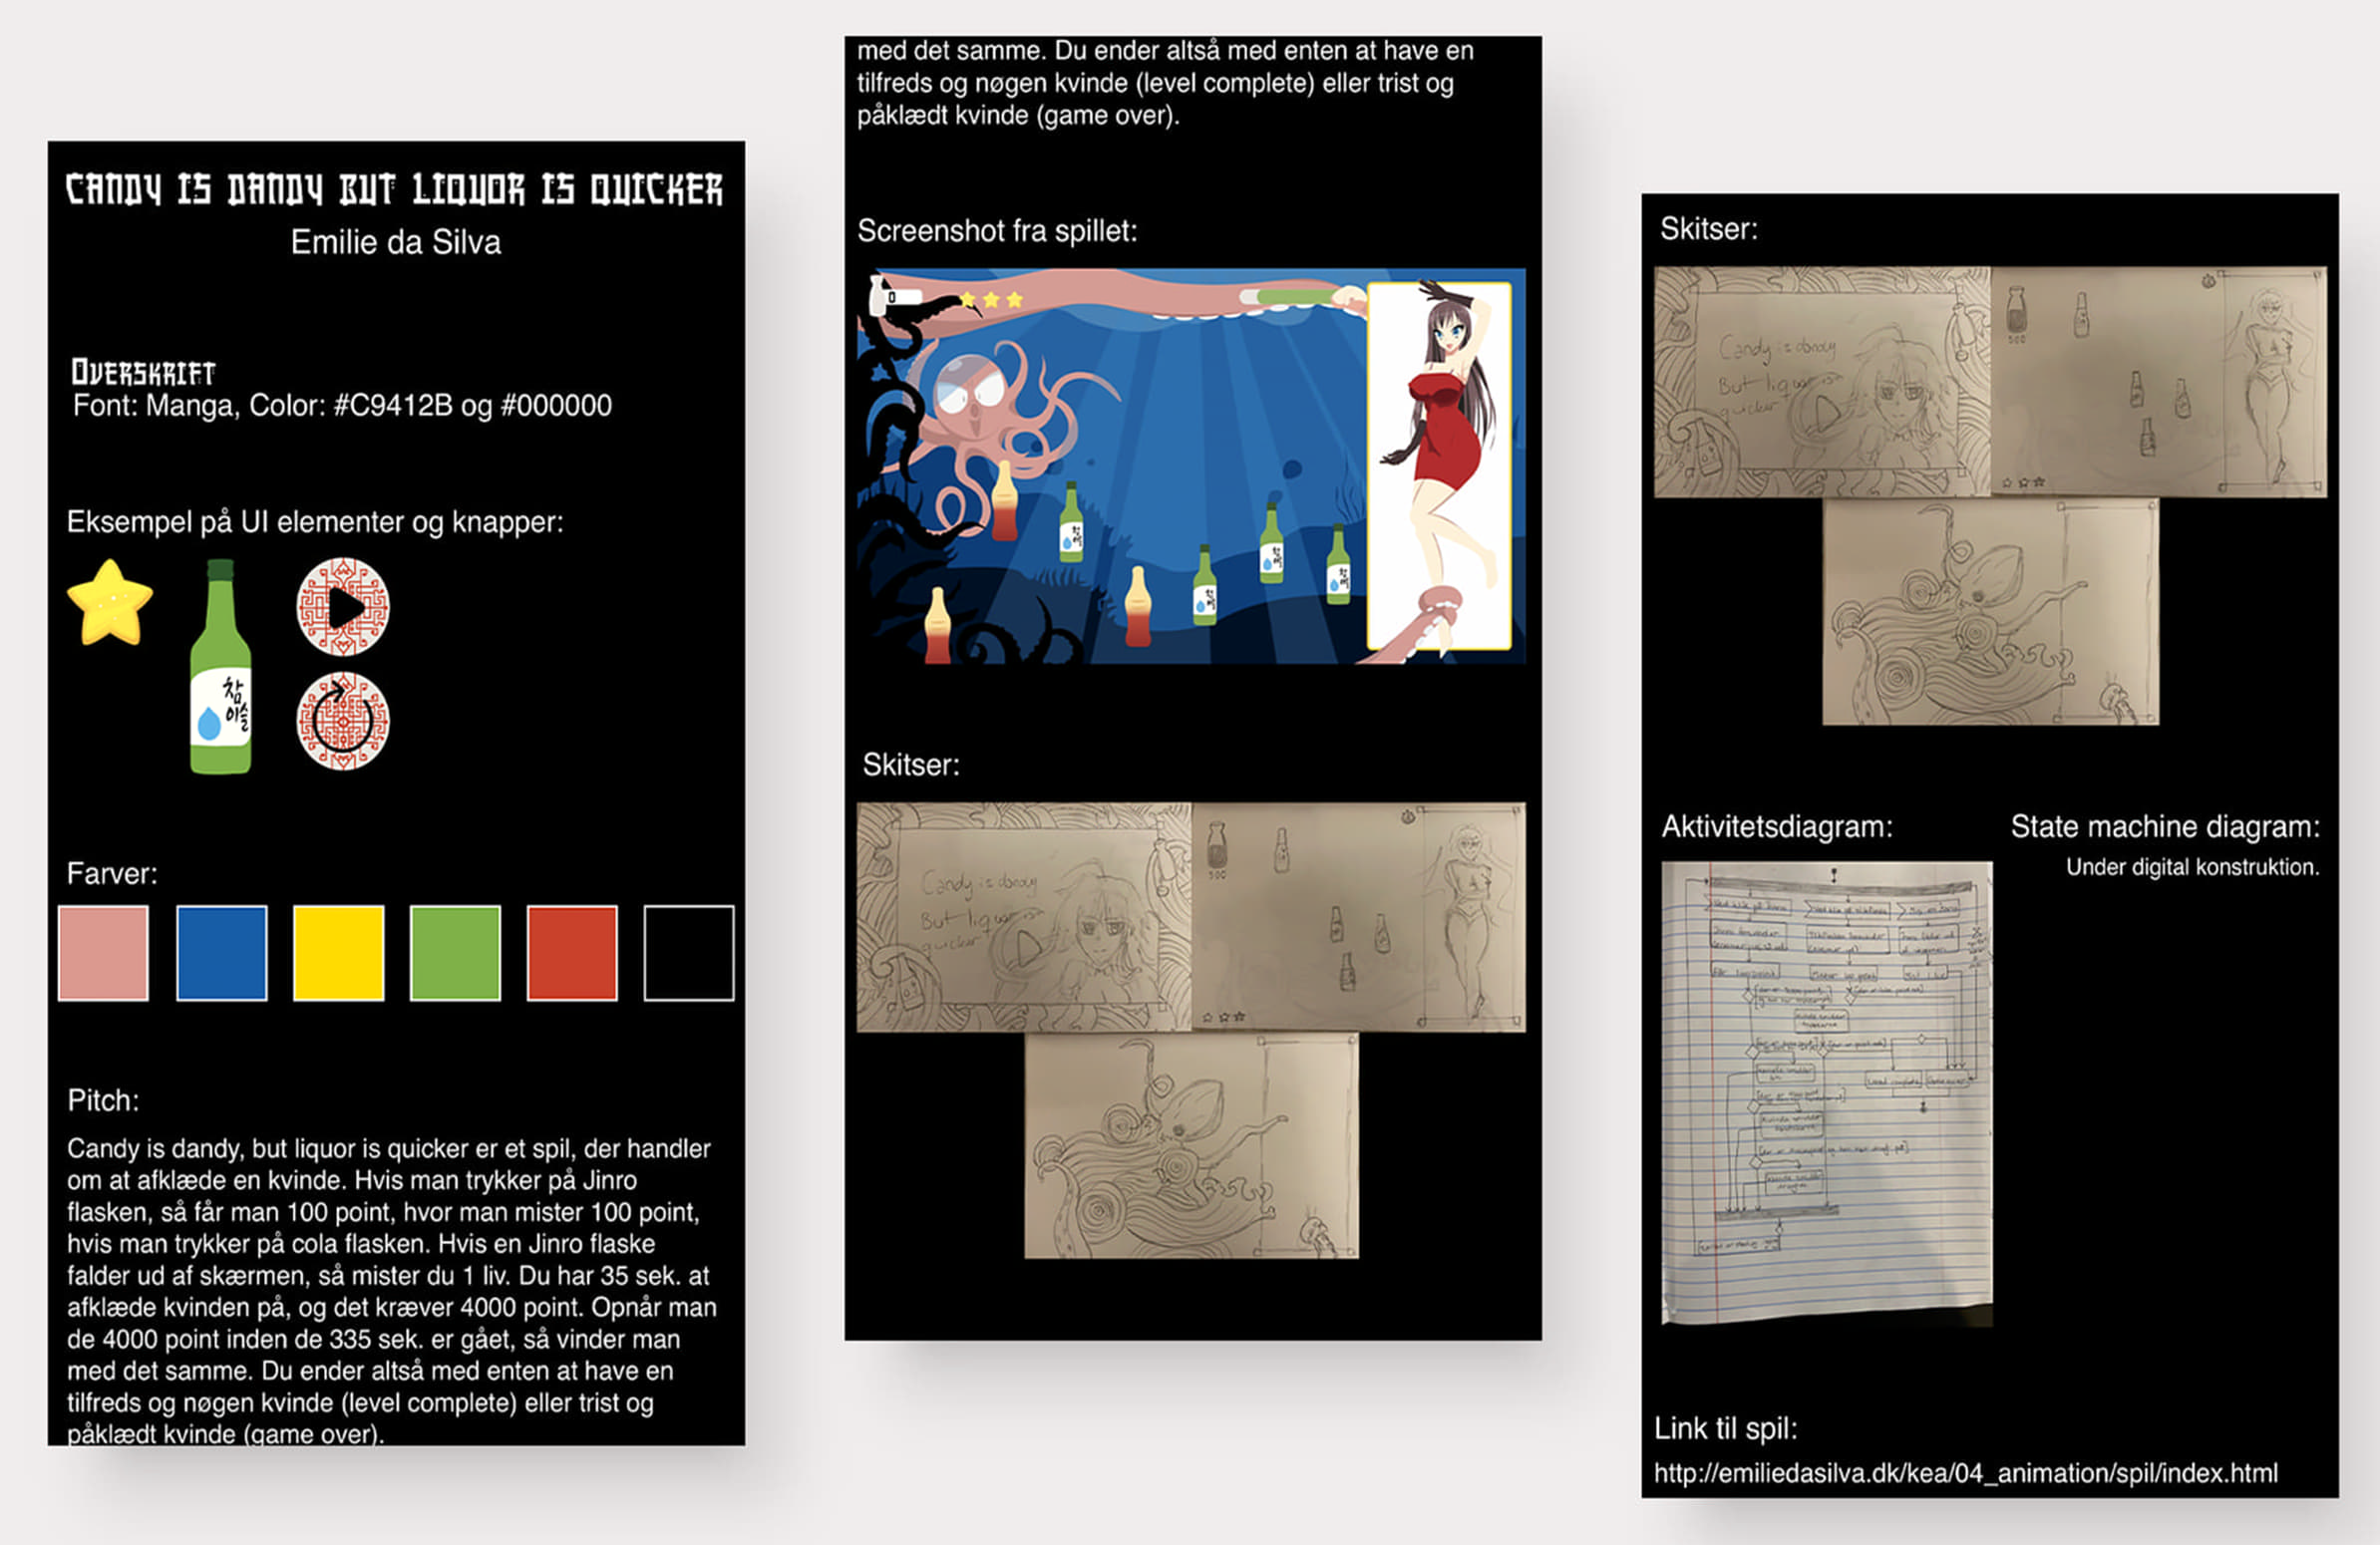 CANDY IS DANDY BUT LIQUOR IS QUICKER
Emilie da Silva
OVERSKRIFT
Font: Manga, Color: #C9412B og #000000
Eksempel på UI elementer og knapper:
참
이슬
Farver:
Pitch:
Candy is dandy, but liquor is quicker er et spil, der handler
om at afklæde en kvinde. Hvis man trykker på Jinro
flasken, så får man 100 point, hvor man mister 100 point,
hvis man trykker på cola flasken. Hvis en Jinro flaske
falder ud af skærmen, så mister du 1 liv. Du har 35 sek. at
afklæde kvinden på, og det kræver 4000 point. Opnår man
de 4000 point inden de 335 sek. er gået, så vinder man
med det samme. Du ender altså med enten at have en
tilfreds og nøgen kvinde (level complete) eller trist og
påklædt kvinde (game over).
med det samme. Du ender altså med enten at have en
tilfreds og nøgen kvinde (level complete) eller trist og
påklædt kvinde (game over).
Screenshot fra spillet:
0
Skitser:
Candy is dandy
But liquor is
quicker
500
Skitser:
Candy is dandy
But liquor is
quicker
500
Aktivitetsdiagram:
State machine diagram:
Under digital konstruktion.
Link til spil:
http://emiliedasilva.dk/kea/04_animation/spil/index.html